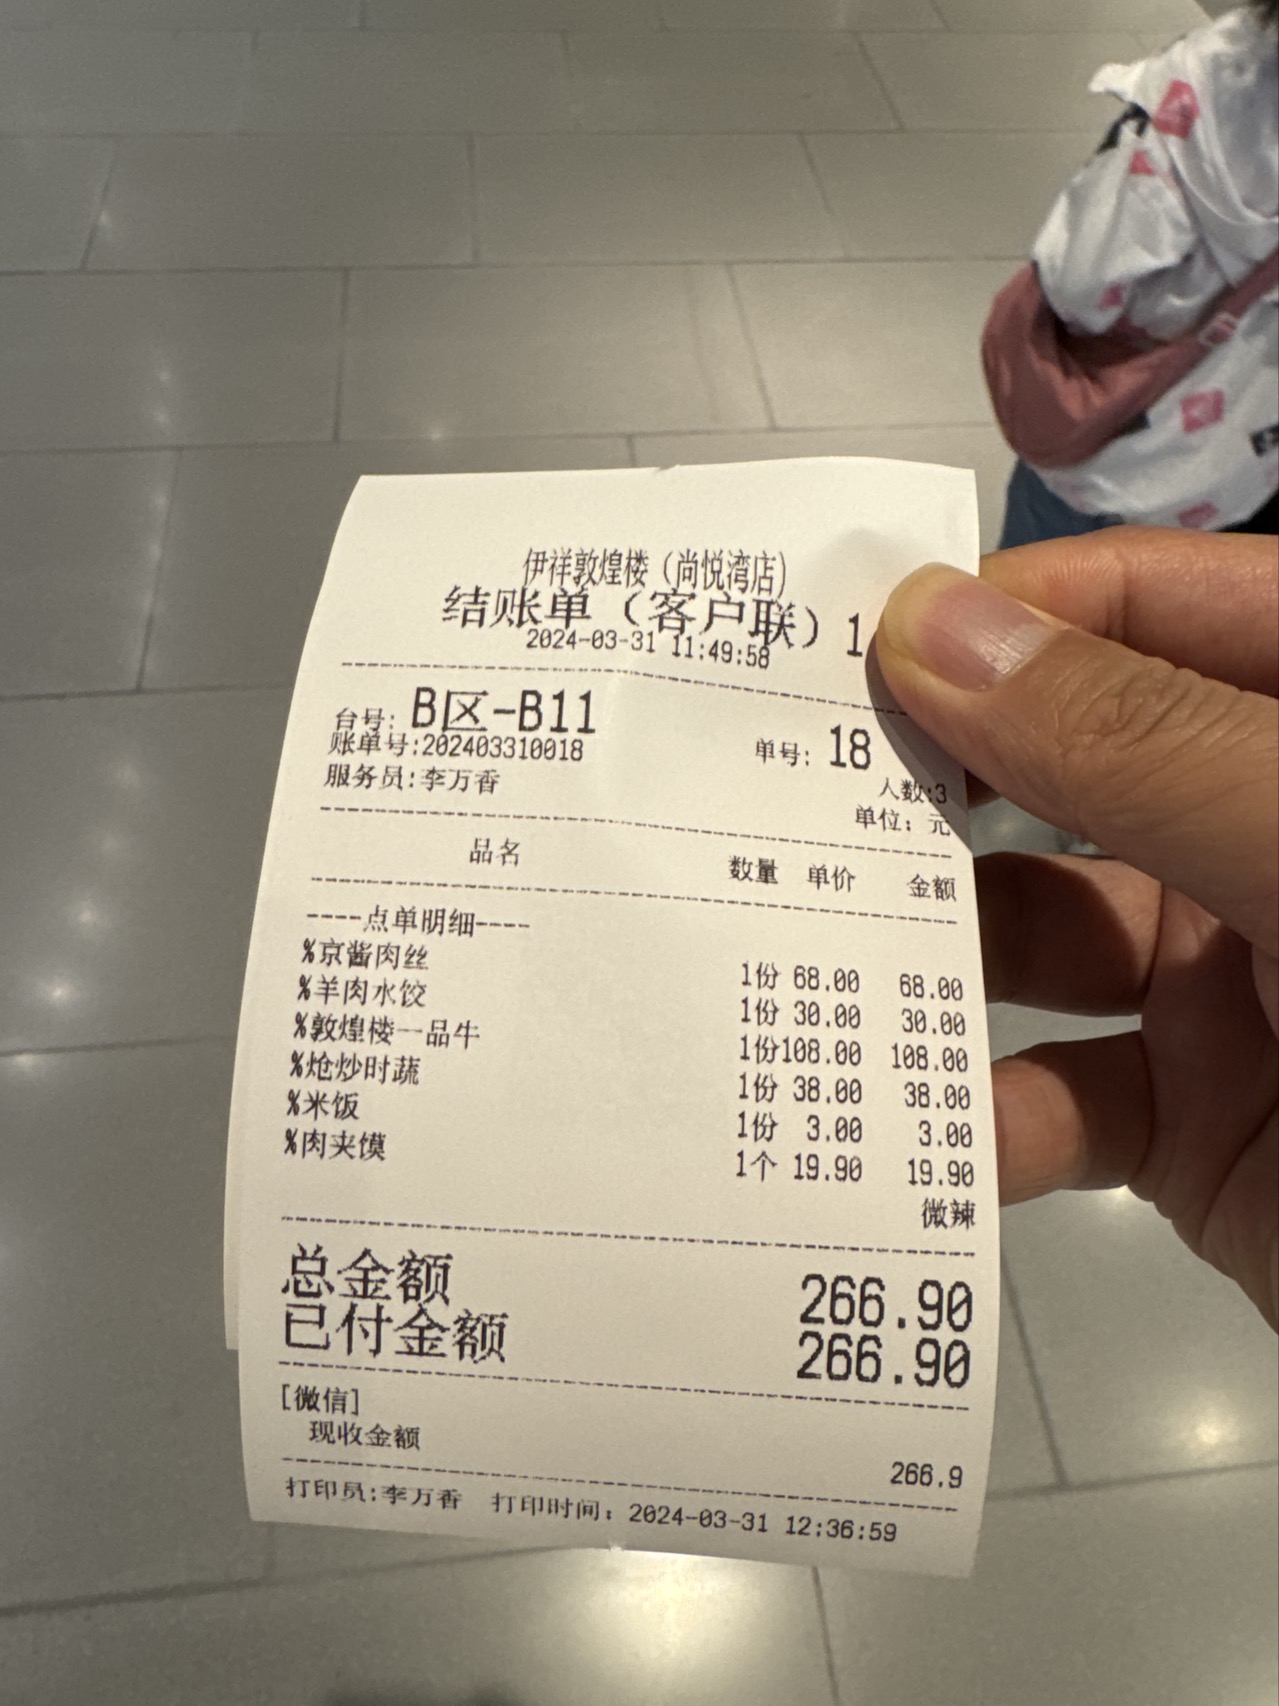 伊祥敦煌楼（尚悦湾店）
结账单（客户联）1
2024-03-31 11:49:58
台号: B区-B11 单号: 18
账单号:202403310018
服务员:李万香 人数:3
单位: 元
品名 数量 单价 金额
----点单明细----
%京酱肉丝 1份 68.00 68.00
%羊肉水饺 1份 30.00 30.00
%敦煌楼一品牛 1份108.00 108.00
%炝炒时蔬 1份 38.00 38.00
%米饭 1份 3.00 3.00
%肉夹馍 1个 19.90 19.90
微辣
总金额 266.90
已付金额 266.90
[微信]
现收金额 266.9
打印员:李万香 打印时间: 2024-03-31 12:36:59